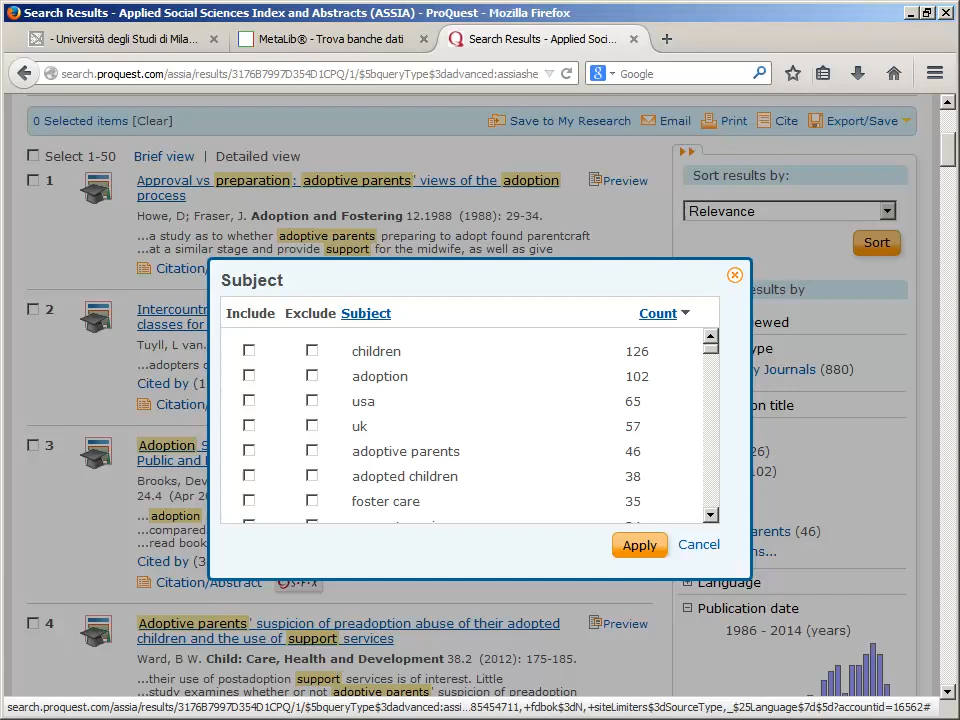 Search Results - Applied Social Sciences Index and Abstracts (ASSIA) - ProQuest - Mozilla Firefox
- Università degli Studi di Mila...
MetaLib® - Trova banche dati
Search Results - Applied Soci...
search.proquest.com/assia/results/3176B7997D354D1CPQ/1/$5bqueryType$3dadvanced:assiashe
Google
0 Selected items [Clear]
Save to My Research
Email
Print
Cite
Export/Save
Select 1-50
Brief view | Detailed view
1
Approval vs preparation: adoptive parents' views of the adoption
process
Preview
Howe, D; Fraser, J. Adoption and Fostering 12.1988 (1988): 29-34.
...a study as to whether adoptive parents preparing to adopt found parentcraft
at a similar stage and provide support for the midwife, as well as give
Citation/
Sort results by:
Relevance
Sort
esults by
ewed
ype
y Journals (880)
on title
26)
102)
arents (46)
ns...
Language
Publication date
1986 - 2014 (years)
Subject
Include Exclude Subject Count
children 126
adoption 102
usa 65
uk 57
adoptive parents 46
adopted children 38
foster care 35
Apply
Cancel
2
Intercountr
classes for
Tuyll, L van.
...adopters
Cited by (1
Citation/
3
Adoption S
Public and
Brooks, Dev
24.4 (Apr 20
...adoption
...compared
...read book
Cited by (3
Citation/Abstract
S·F·X
4
Adoptive parents' suspicion of preadoption abuse of their adopted
children and the use of support services
Preview
Ward, B W. Child: Care, Health and Development 38.2 (2012): 175-185.
...their use of postadoption support services is of interest. Little
...study examines whether or not adoptive parents' suspicion of preadoption
search.proquest.com/assia/results/3176B7997D354D1CPQ/1/$5bqueryType$3dadvanced:assi...85454711,+fdbok$3dN,+siteLimiters$3dSourceType,_$25Language$7d$5d?accountid=16562#